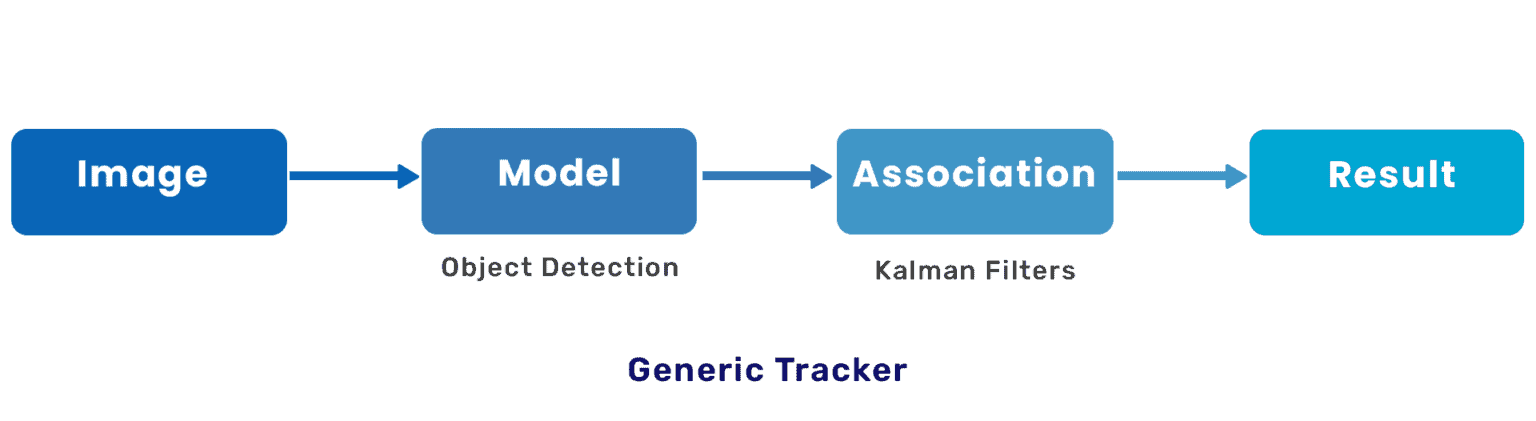 Image
Model
Association
Result
Object Detection
Kalman Filters
Generic Tracker